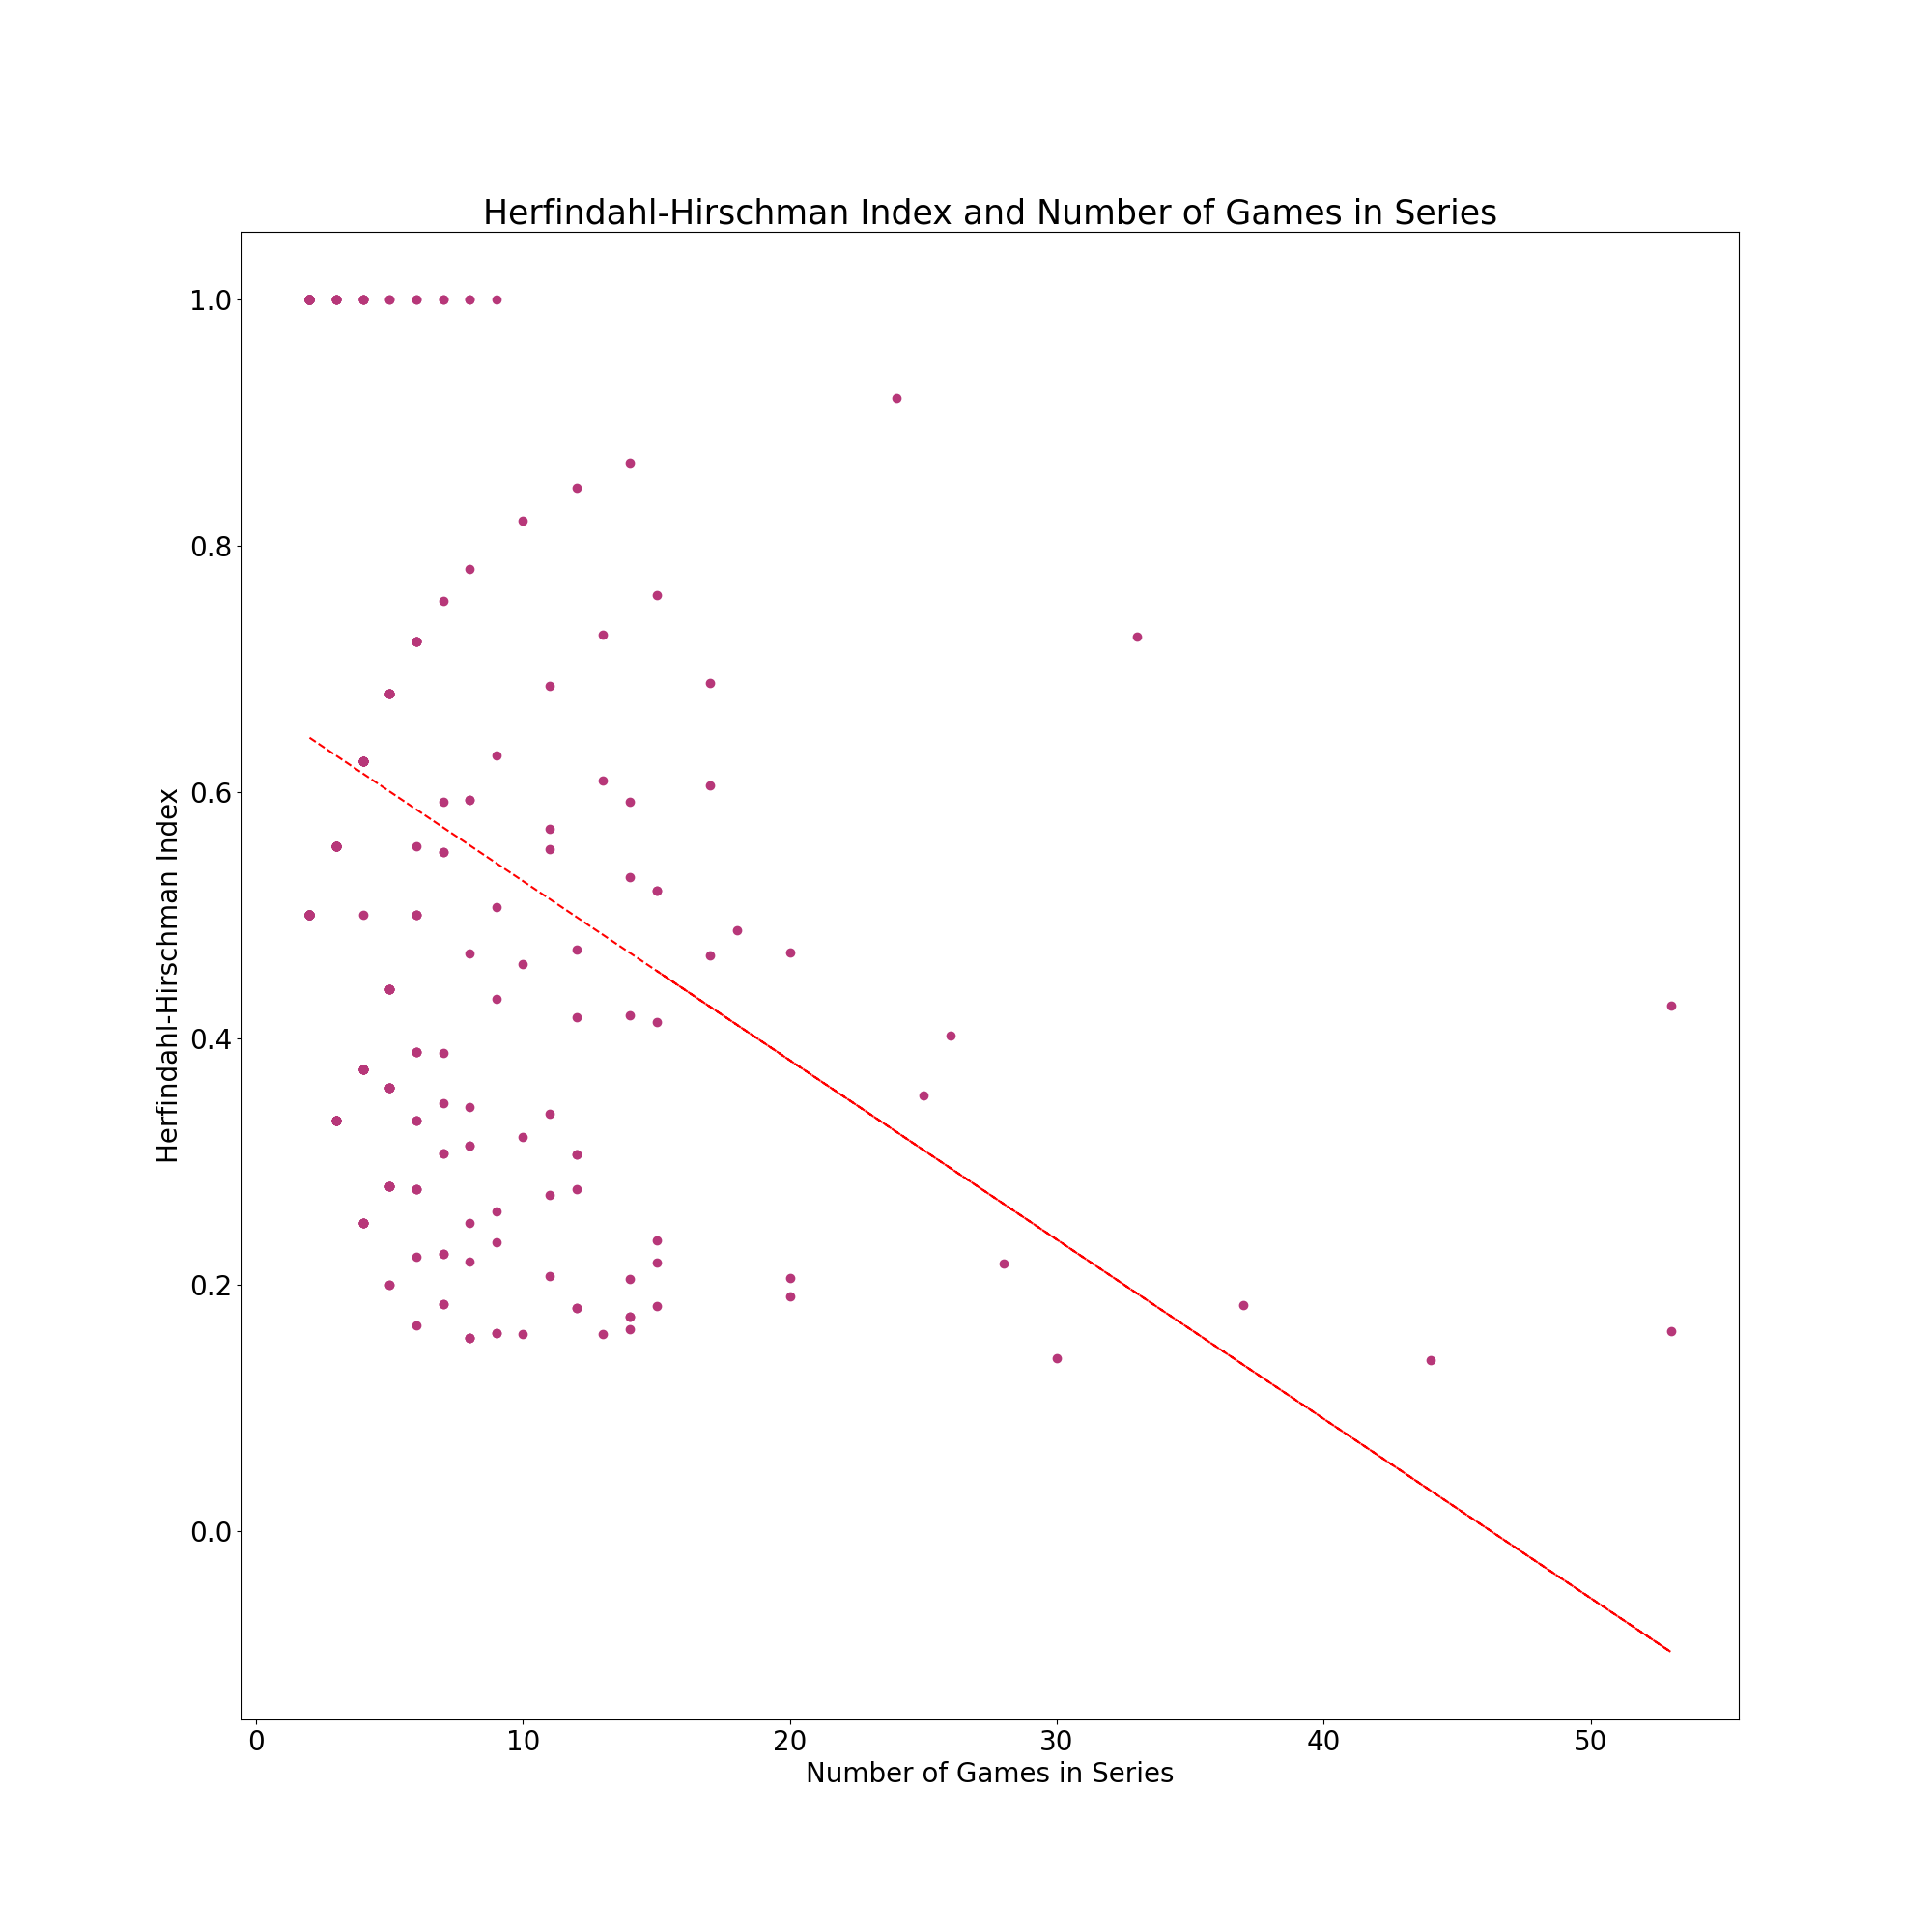 Herfindahl-Hirschman Index and Number of Games in Series
Herfindahl-Hirschman Index
1.0
0.8
0.6
0.4
0.2
0.0
0 10 20 30 40 50
Number of Games in Series